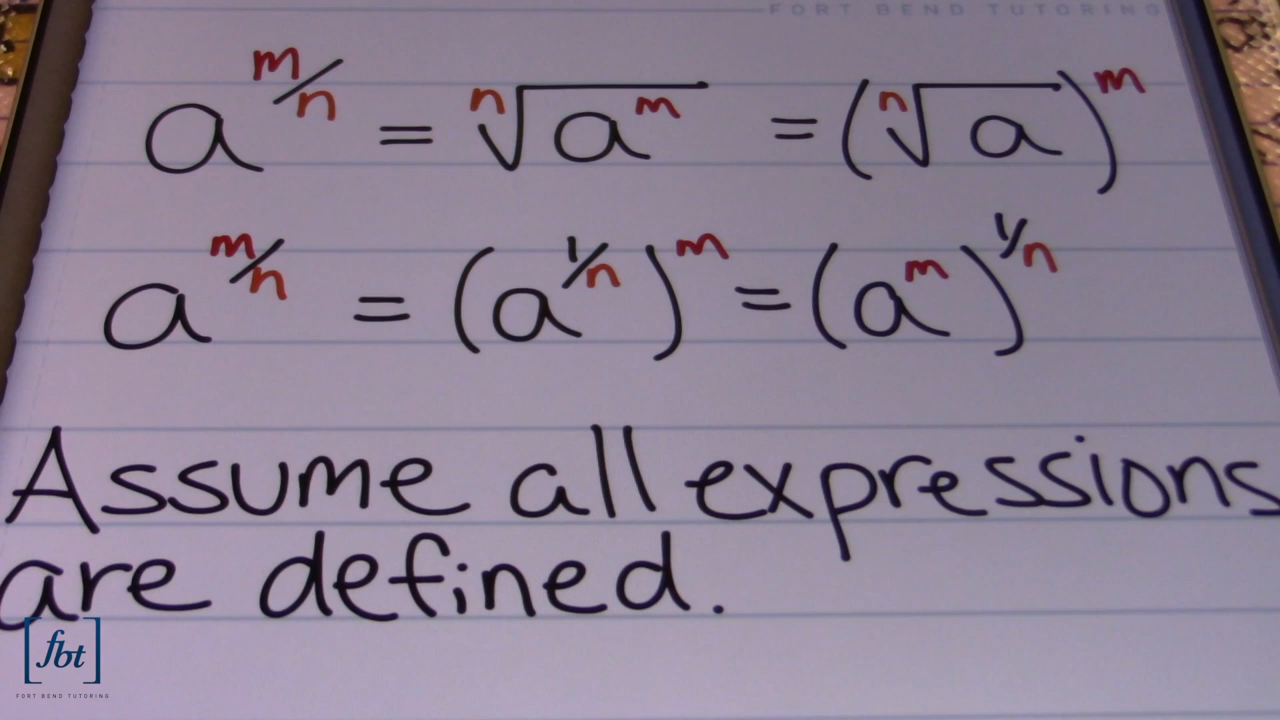 FORT BEND TUTORING
a^(m/n) = ⁿ√(a^m) = (ⁿ√a)^m
a^(m/n) = (a^(1/n))^m = (a^m)^(1/n)
Assume all expressions
are defined.
fbt
FORT BEND TUTORING